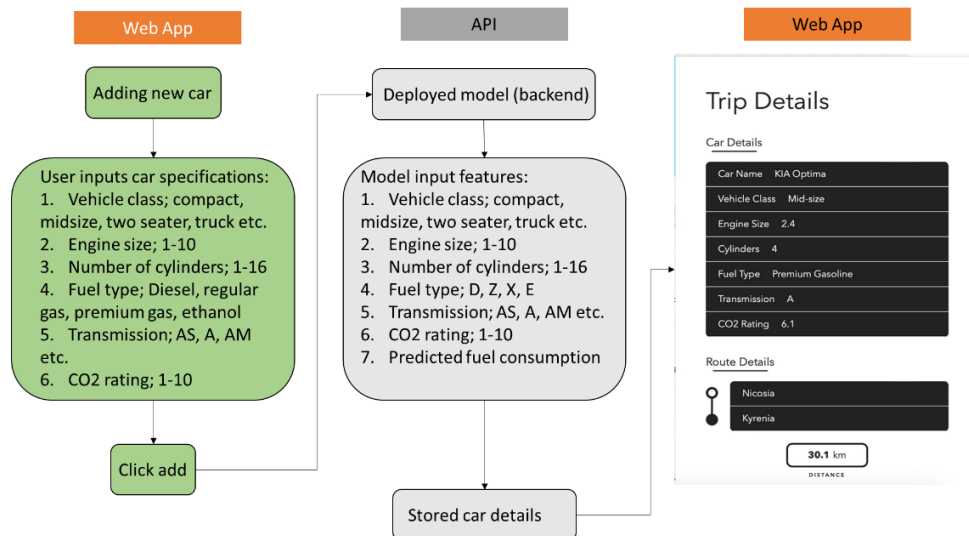 Web App
Adding new car
User inputs car specifications:
1. Vehicle class; compact,
midsize, two seater, truck etc.
2. Engine size; 1-10
3. Number of cylinders; 1-16
4. Fuel type; Diesel, regular
gas, premium gas, ethanol
5. Transmission; AS, A, AM
etc.
6. CO2 rating; 1-10
Click add
API
Deployed model (backend)
Model input features:
1. Vehicle class; compact,
midsize, two seater, truck etc.
2. Engine size; 1-10
3. Number of cylinders; 1-16
4. Fuel type; D, Z, X, E
5. Transmission; AS, A, AM etc.
6. CO2 rating; 1-10
7. Predicted fuel consumption
Stored car details
Web App
Trip Details
Car Details
Car Name KIA Optima
Vehicle Class Mid-size
Engine Size 2.4
Cylinders 4
Fuel Type Premium Gasoline
Transmission A
CO2 Rating 6.1
Route Details
Nicosia
Kyrenia
30.1 km
DISTANCE